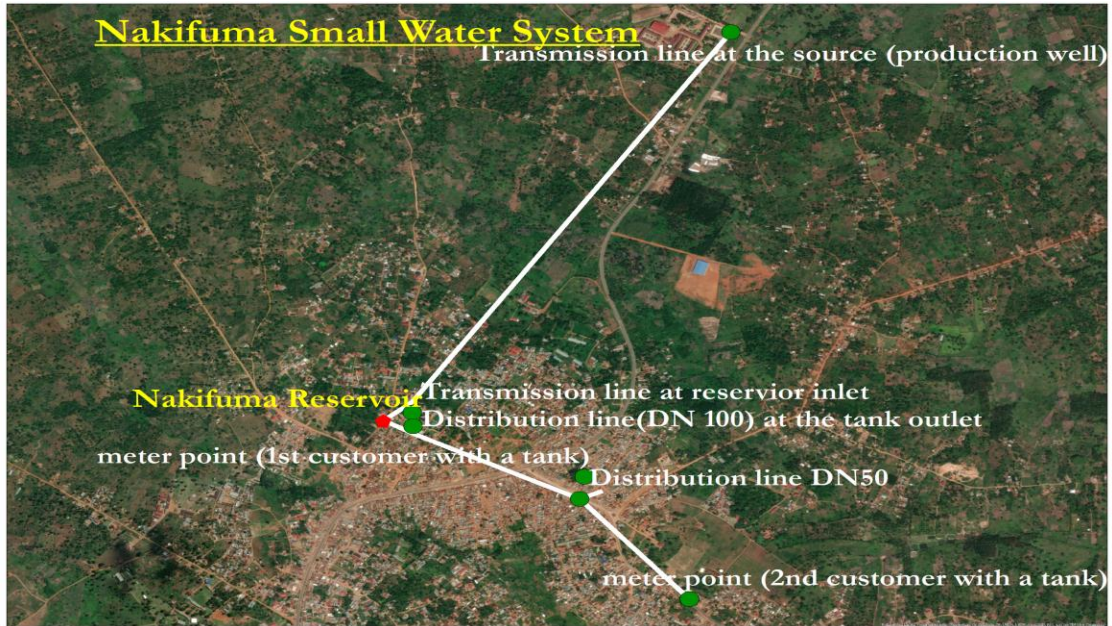 Nakifuma Small Water System
Transmission line at the source (production well)
Nakifuma Reservoir
Transmission line at reservior inlet
Distribution line(DN 100) at the tank outlet
meter point (1st customer with a tank)
Distribution line DN50
meter point (2nd customer with a tank)